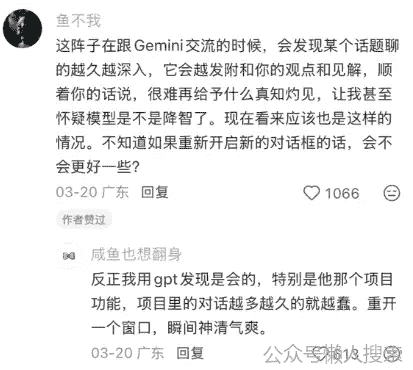 鱼不我
这阵子在跟Gemini交流的时候，会发现某个话题聊
的越久越深入，它会越发附和你的观点和见解，顺
着你的话说，很难再给予什么真知灼见，让我甚至
怀疑模型是不是降智了。现在看来应该也是这样的
情况。不知道如果重新开启新的对话框的话，会不
会更好一些？
03-20 广东 回复 1066
作者赞过
咸鱼也想翻身
反正我用gpt发现是会的，特别是他那个项目
功能，项目里的对话越多越久的就越蠢。重开
一个窗口，瞬间神清气爽。
03-20 广东 回复 613
公众号懒人搜